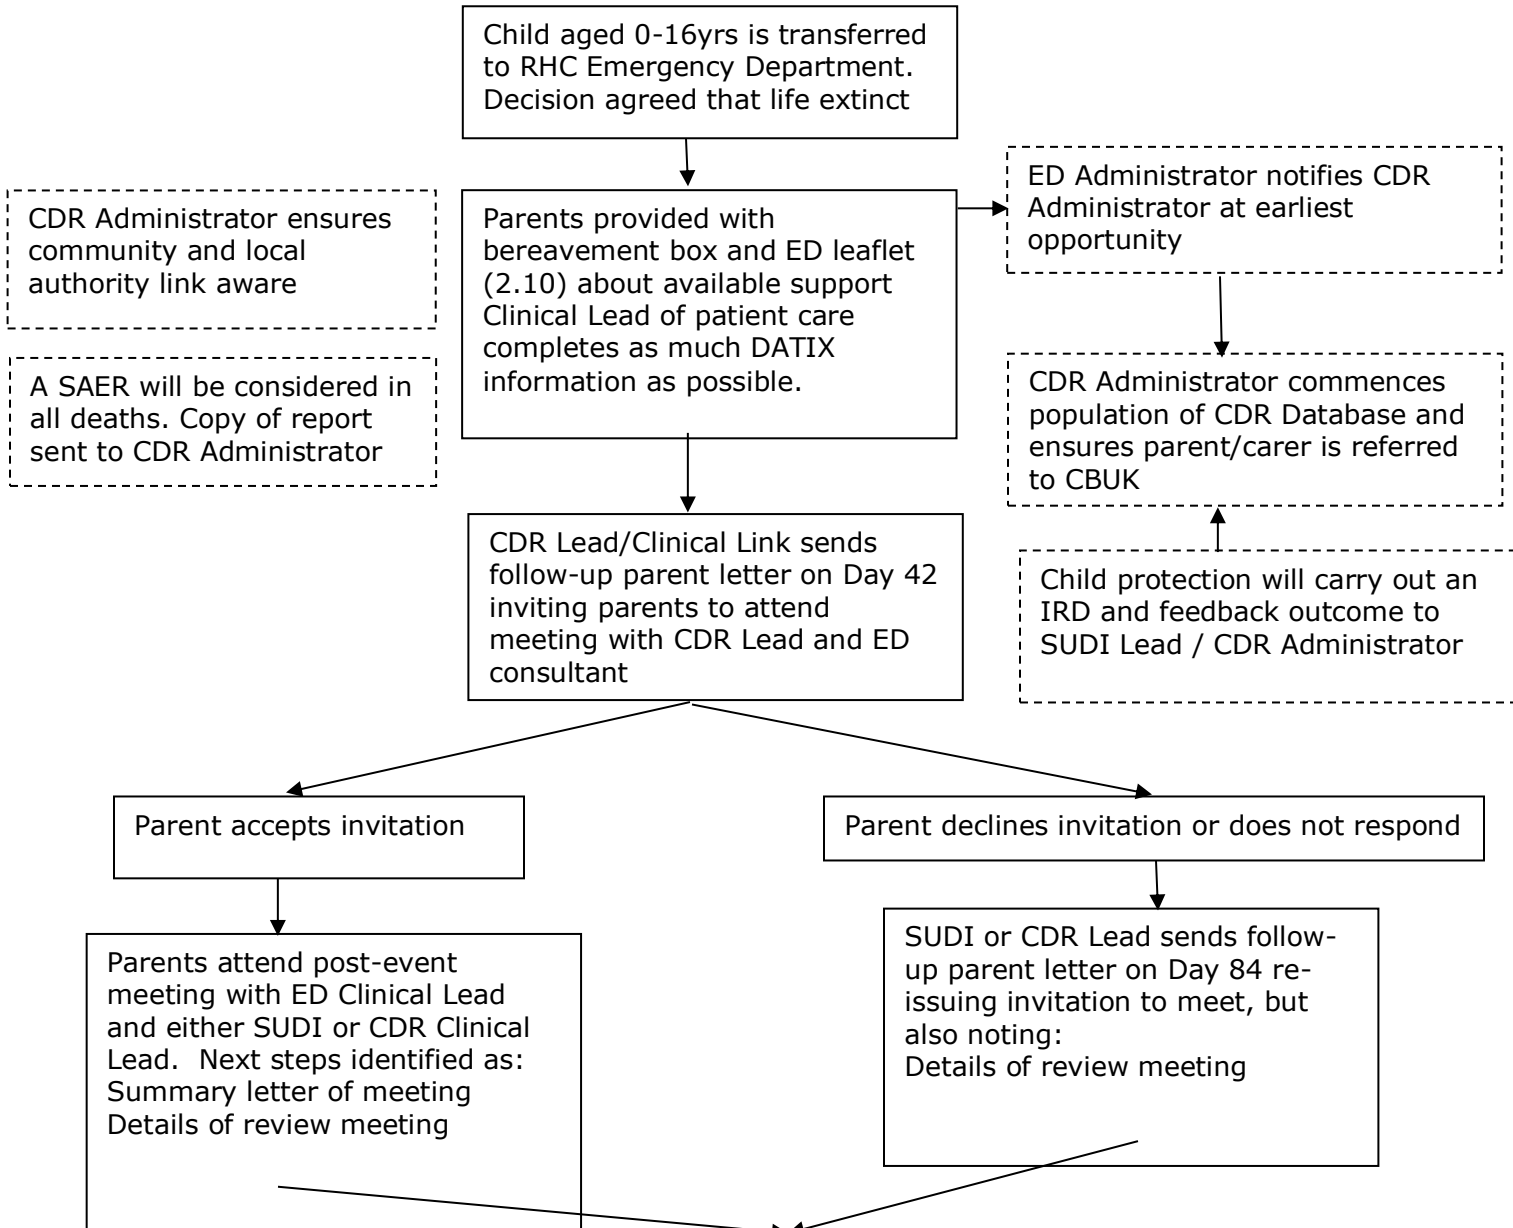 Child aged 0-16yrs is transferred
to RHC Emergency Department.
Decision agreed that life extinct
ED Administrator notifies CDR
Administrator at earliest
opportunity
CDR Administrator ensures
community and local
authority link aware
Parents provided with
bereavement box and ED leaflet
(2.10) about available support
Clinical Lead of patient care
completes as much DATIX
information as possible.
A SAER will be considered in
all deaths. Copy of report
sent to CDR Administrator
CDR Administrator commences
population of CDR Database and
ensures parent/carer is referred
to CBUK
CDR Lead/Clinical Link sends
follow-up parent letter on Day 42
inviting parents to attend
meeting with CDR Lead and ED
consultant
Child protection will carry out an
IRD and feedback outcome to
SUDI Lead / CDR Administrator
Parent accepts invitation
Parent declines invitation or does not respond
Parents attend post-event
meeting with ED Clinical Lead
and either SUDI or CDR Clinical
Lead.  Next steps identified as:
Summary letter of meeting
Details of review meeting
SUDI or CDR Lead sends follow-
up parent letter on Day 84 re-
issuing invitation to meet, but
also noting:
Details of review meeting